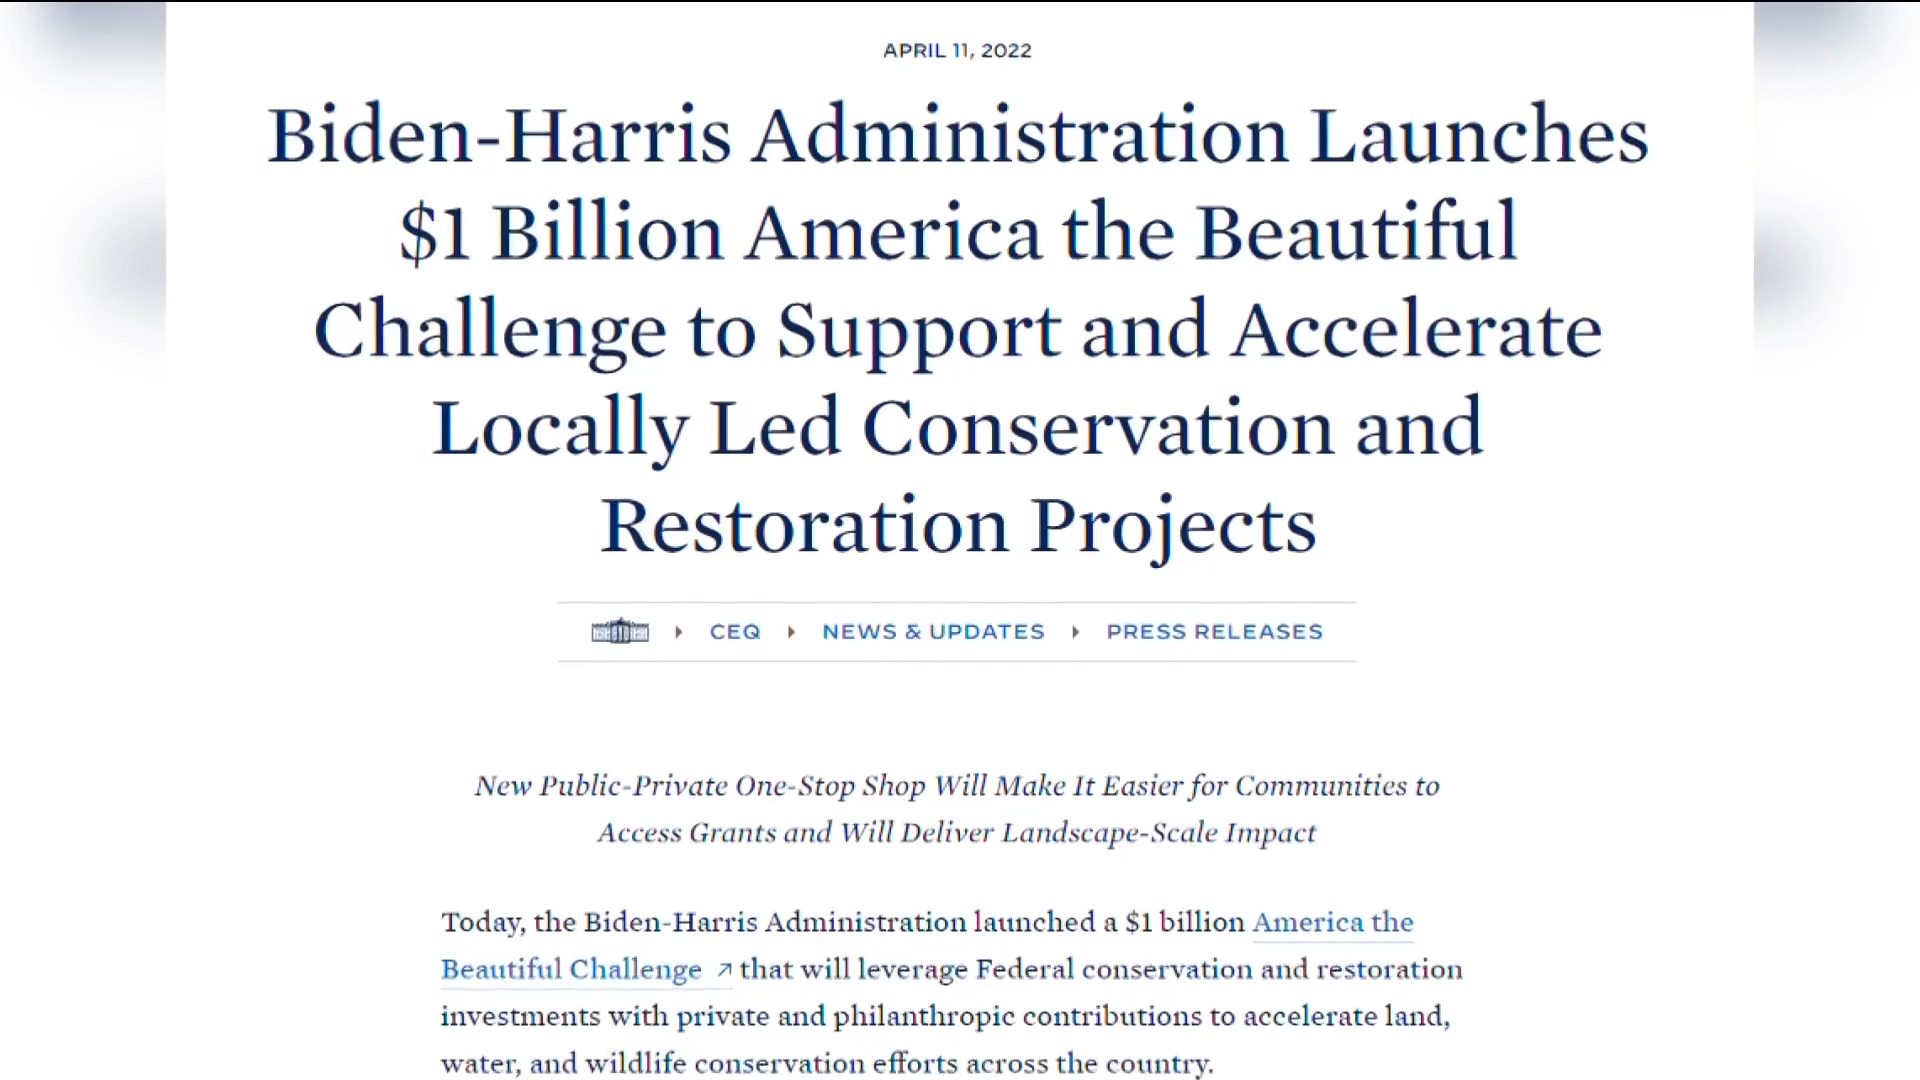 APRIL 11, 2022
Biden-Harris Administration Launches
$1 Billion America the Beautiful
Challenge to Support and Accelerate
Locally Led Conservation and
Restoration Projects
CEQ NEWS & UPDATES PRESS RELEASES
New Public-Private One-Stop Shop Will Make It Easier for Communities to
Access Grants and Will Deliver Landscape-Scale Impact
Today, the Biden-Harris Administration launched a $1 billion America the
Beautiful Challenge ↗ that will leverage Federal conservation and restoration
investments with private and philanthropic contributions to accelerate land,
water, and wildlife conservation efforts across the country.